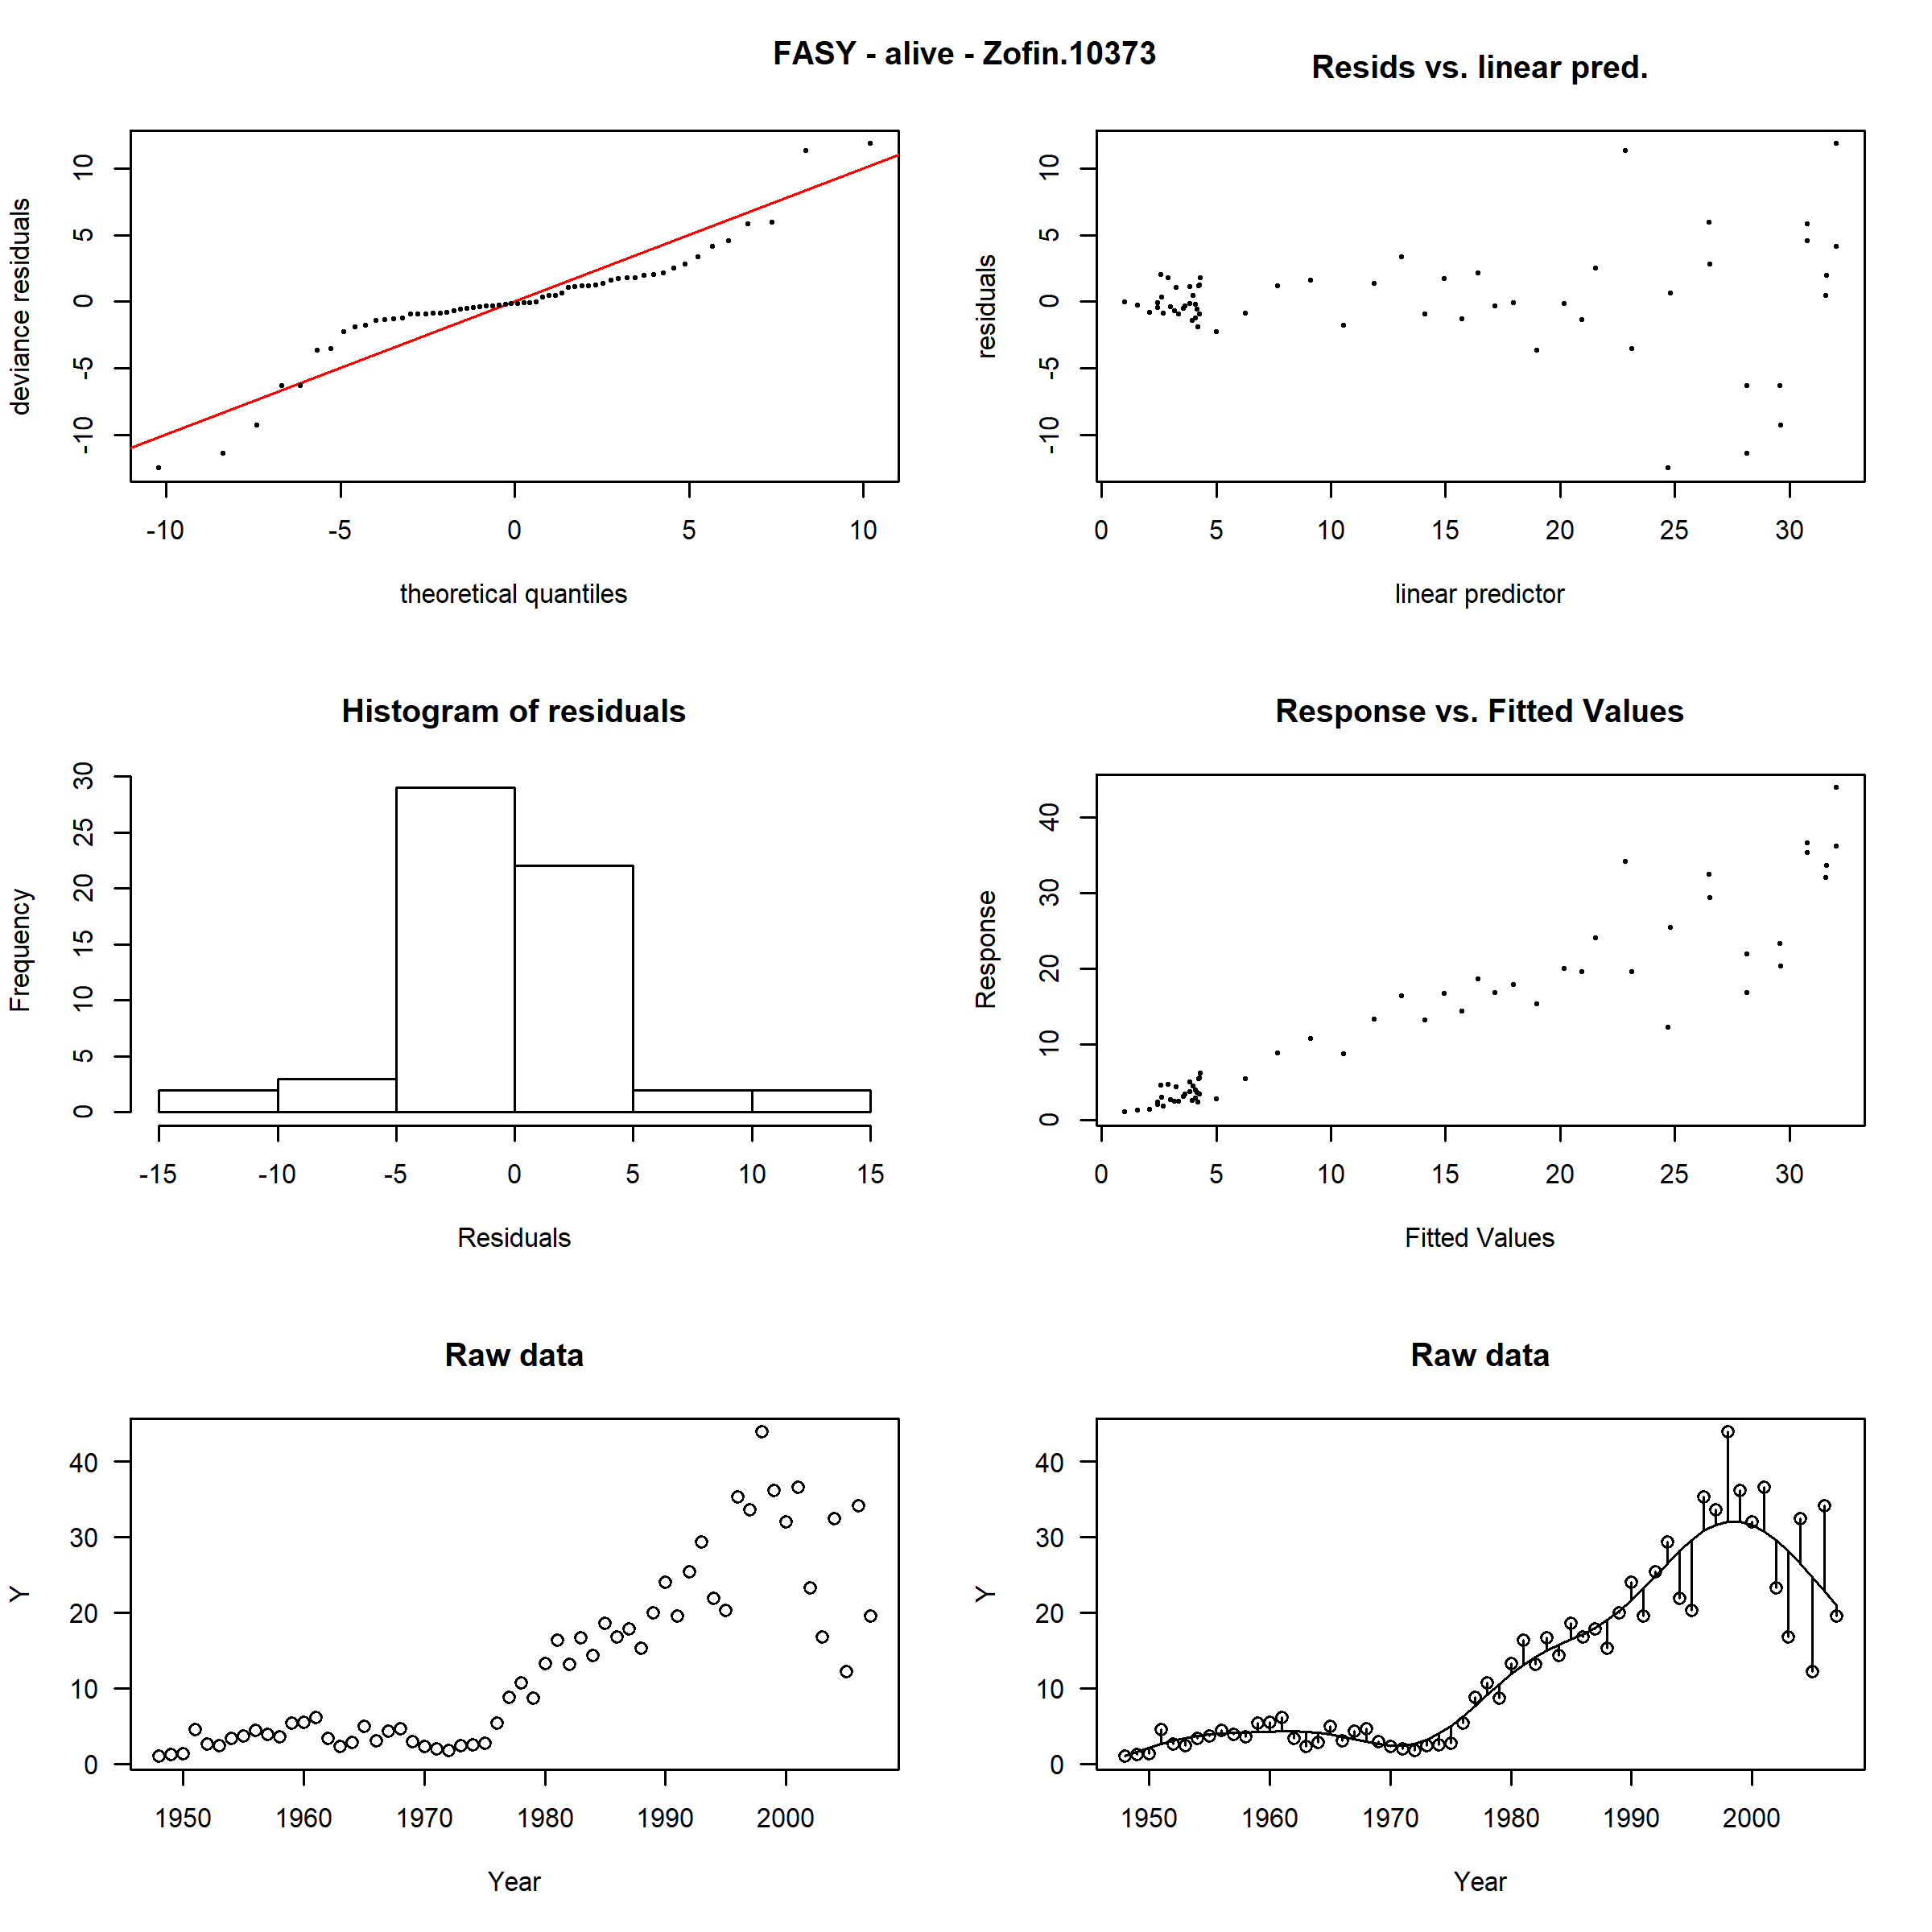 FASY - alive - Zofin.10373
Resids vs. linear pred.
deviance residuals
10
5
0
-5
-10
-10 -5 0 5 10
theoretical quantiles
residuals
10
5
0
-5
-10
0 5 10 15 20 25 30
linear predictor
Histogram of residuals
Frequency
30
25
20
15
10
5
0
-15 -10 -5 0 5 10 15
Residuals
Response vs. Fitted Values
Response
40
30
20
10
0
0 5 10 15 20 25 30
Fitted Values
Raw data
Y
40
30
20
10
0
1950 1960 1970 1980 1990 2000
Year
Raw data
Y
40
30
20
10
0
1950 1960 1970 1980 1990 2000
Year